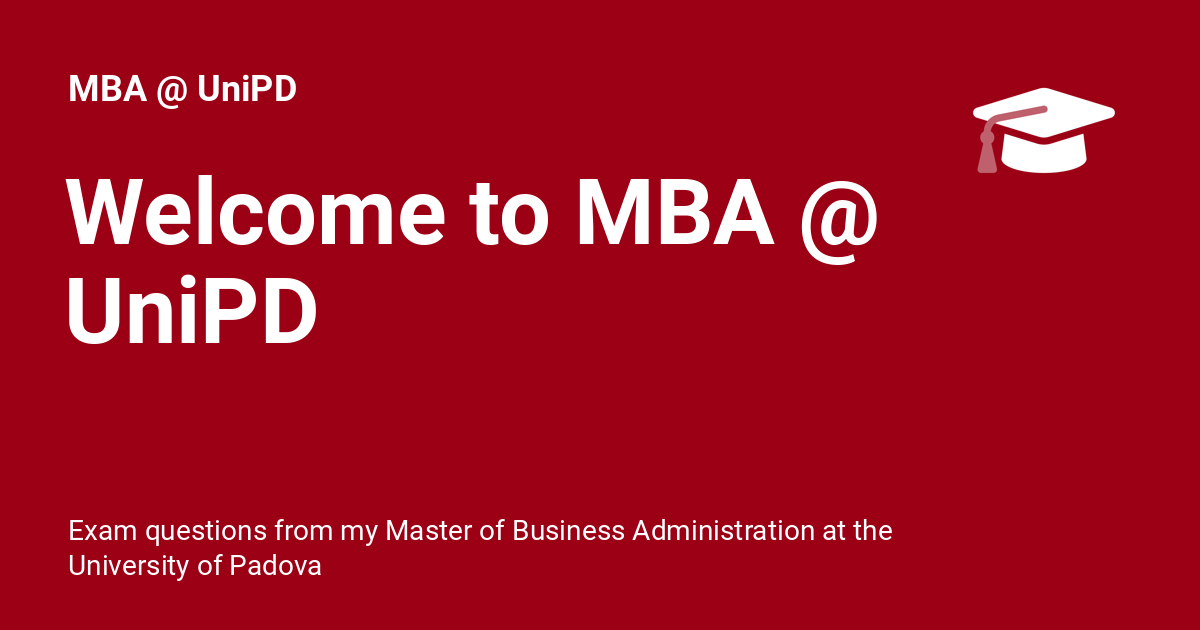 MBA @ UniPD
Welcome to MBA @
UniPD
Exam questions from my Master of Business Administration at the
University of Padova